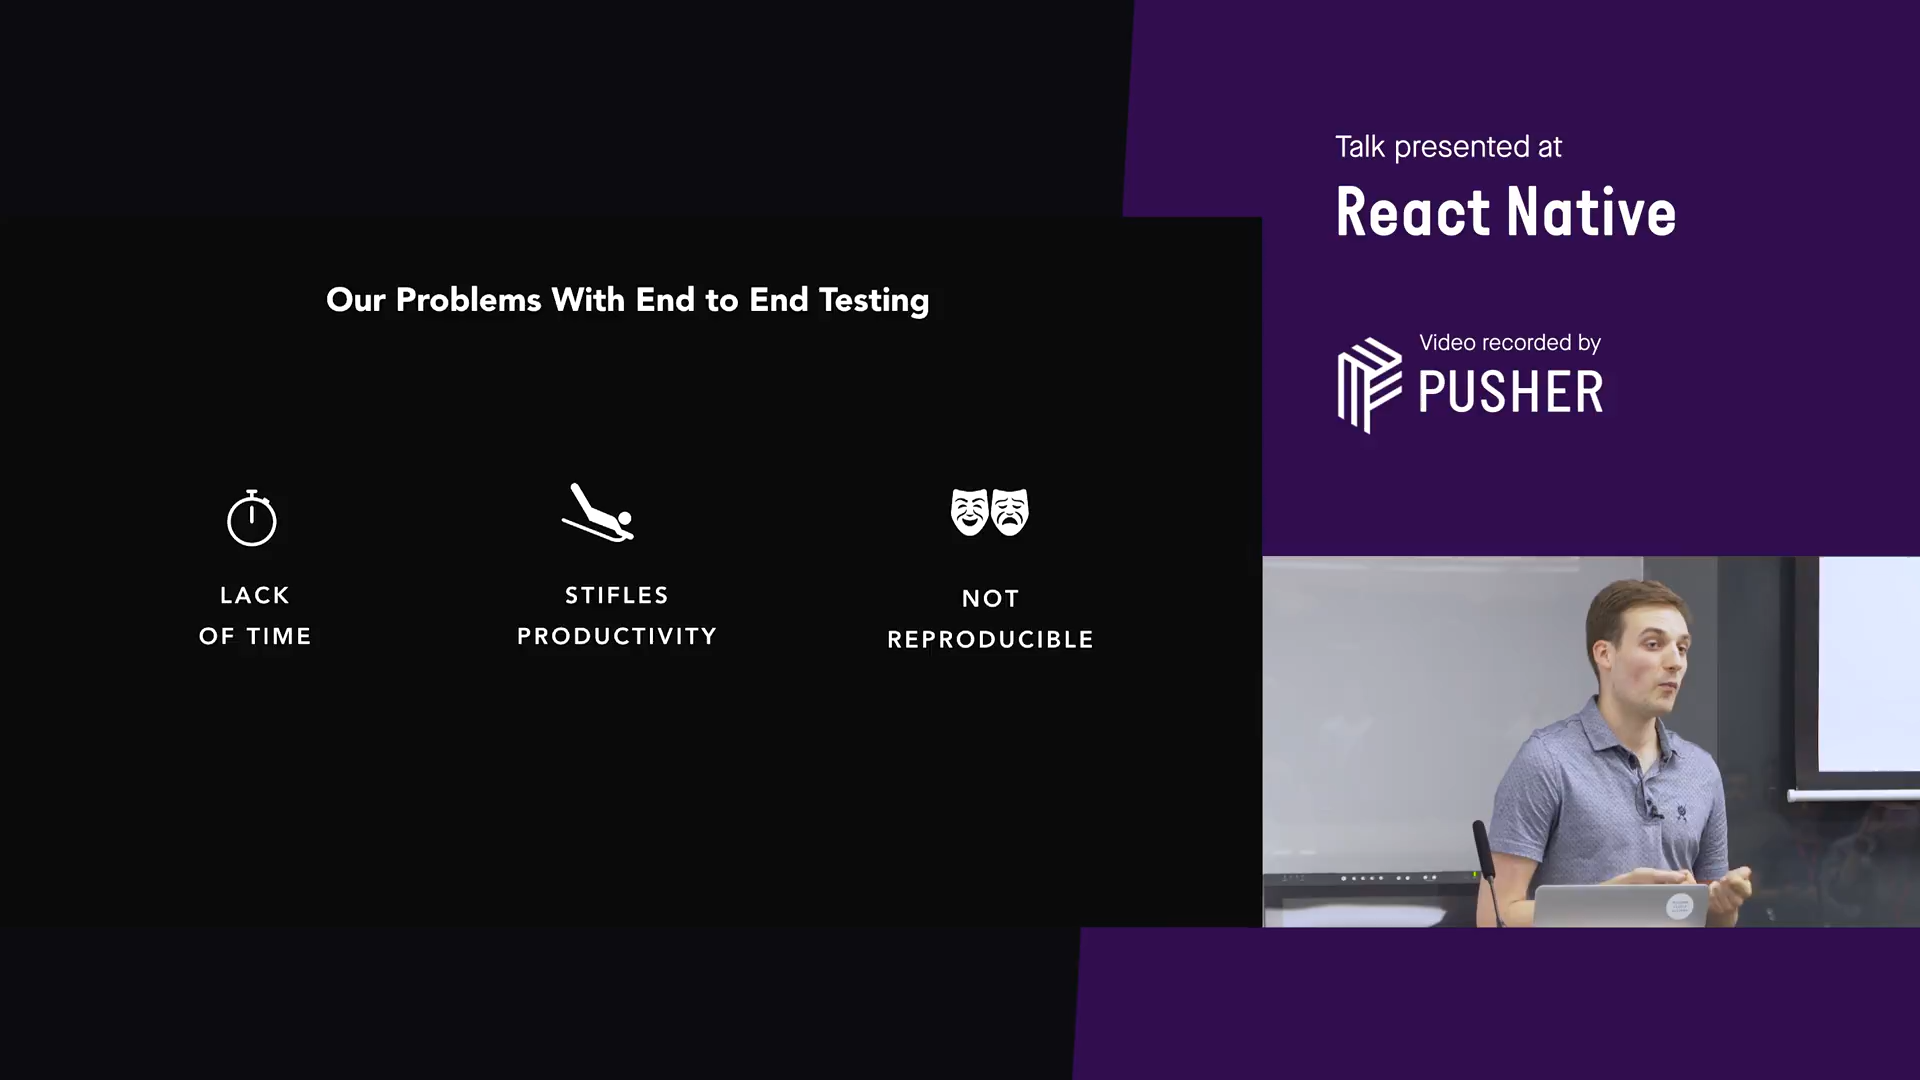 Talk presented at
React Native
Video recorded by
PUSHER
Our Problems With End to End Testing
LACK
OF TIME
STIFLES
PRODUCTIVITY
NOT
REPRODUCIBLE